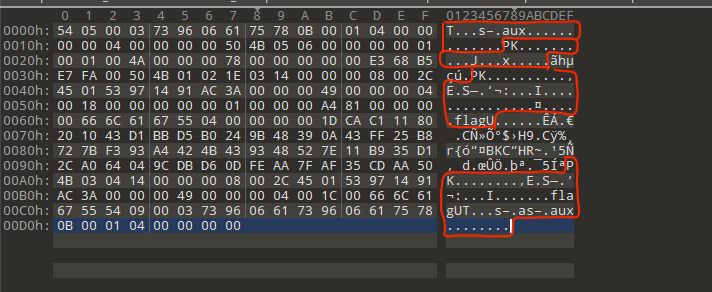 0 1 2 3 4 5 6 7 8 9 A B C D E F 0123456789ABCDEF
0000h: 54 05 00 03 73 96 06 61 75 78 0B 00 01 04 00 00 T...s–.aux......
0010h: 00 00 04 00 00 00 00 50 4B 05 06 00 00 00 00 01 .......PK.......
0020h: 00 01 00 4A 00 00 00 78 00 00 00 00 00 E3 68 B5 ...J...x.....ãhµ
0030h: E7 FA 00 50 4B 01 02 1E 03 14 00 00 00 08 00 2C çú.PK..........,
0040h: 45 01 53 97 14 91 AC 3A 00 00 00 49 00 00 00 04 E.S—.‘¬:...I....
0050h: 00 18 00 00 00 00 00 01 00 00 00 A4 81 00 00 00 ...........¤....
0060h: 00 66 6C 61 67 55 04 00 00 00 00 1D CA C1 11 80 .flagU......ÊÁ.€
0070h: 20 10 43 D1 BB D5 B0 24 9B 48 39 0A 43 FF 25 B8 .CÑ»Õ°$›H9.Cÿ%¸
0080h: 72 7B F3 93 A4 42 4B 43 93 48 52 7E 11 B9 35 D1 r{ó“¤BKC“HR~.¹5Ñ
0090h: 2C A0 64 04 9C DB D6 0D FE AA 7F AF 35 CD AA 50 , d.œÛÖ.þª.¯5ÍªP
00A0h: 4B 03 04 14 00 00 00 08 00 2C 45 01 53 97 14 91 K........,E.S—.‘
00B0h: AC 3A 00 00 00 49 00 00 00 04 00 1C 00 66 6C 61 ¬:...I.......fla
00C0h: 67 55 54 09 00 03 73 96 06 61 73 96 06 61 75 78 gUT...s–.as–.aux
00D0h: 0B 00 01 04 00 00 00 00 ........